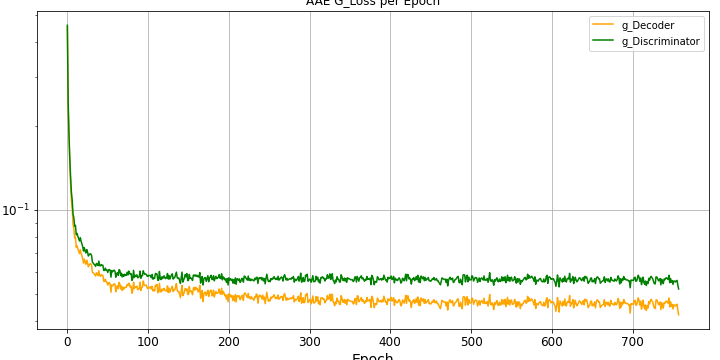 AAE G_Loss per Epoch
g_Decoder
g_Discriminator
10⁻¹
0 100 200 300 400 500 600 700
Epoch